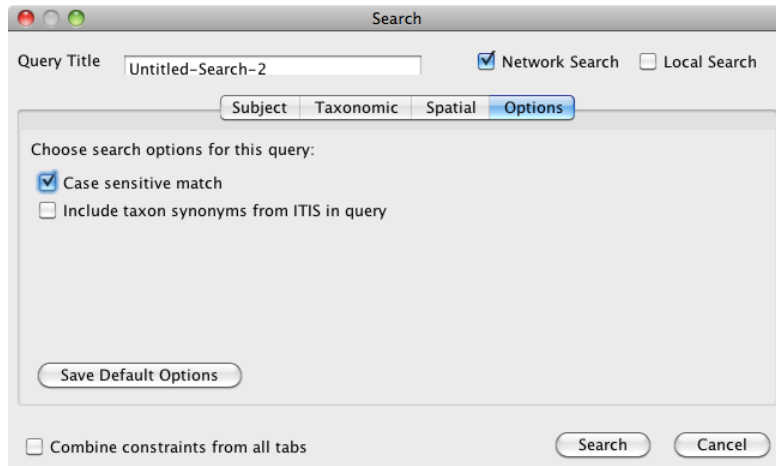 Search
Query Title Untitled-Search-2 Network Search Local Search
Subject Taxonomic Spatial Options
Choose search options for this query:
Case sensitive match
Include taxon synonyms from ITIS in query
Save Default Options
Combine constraints from all tabs Search Cancel